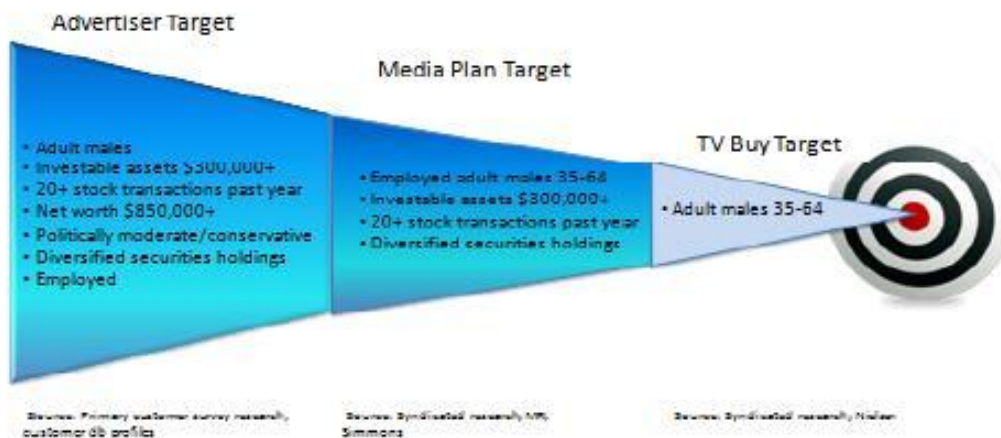 Advertiser Target
• Adult males
• Investable assets $300,000+
• 20+ stock transactions past year
• Net worth $850,000+
• Politically moderate/conservative
• Diversified securities holdings
• Employed
Media Plan Target
• Employed adult males 35-64
• Investable assets $300,000+
• 20+ stock transactions past year
• Diversified securities holdings
TV Buy Target
• Adult males 35-64
Source: Primary customer survey research,
customer db profiles
Source: Syndicated research, MRI,
Simmons
Source: Syndicated research, Nielsen